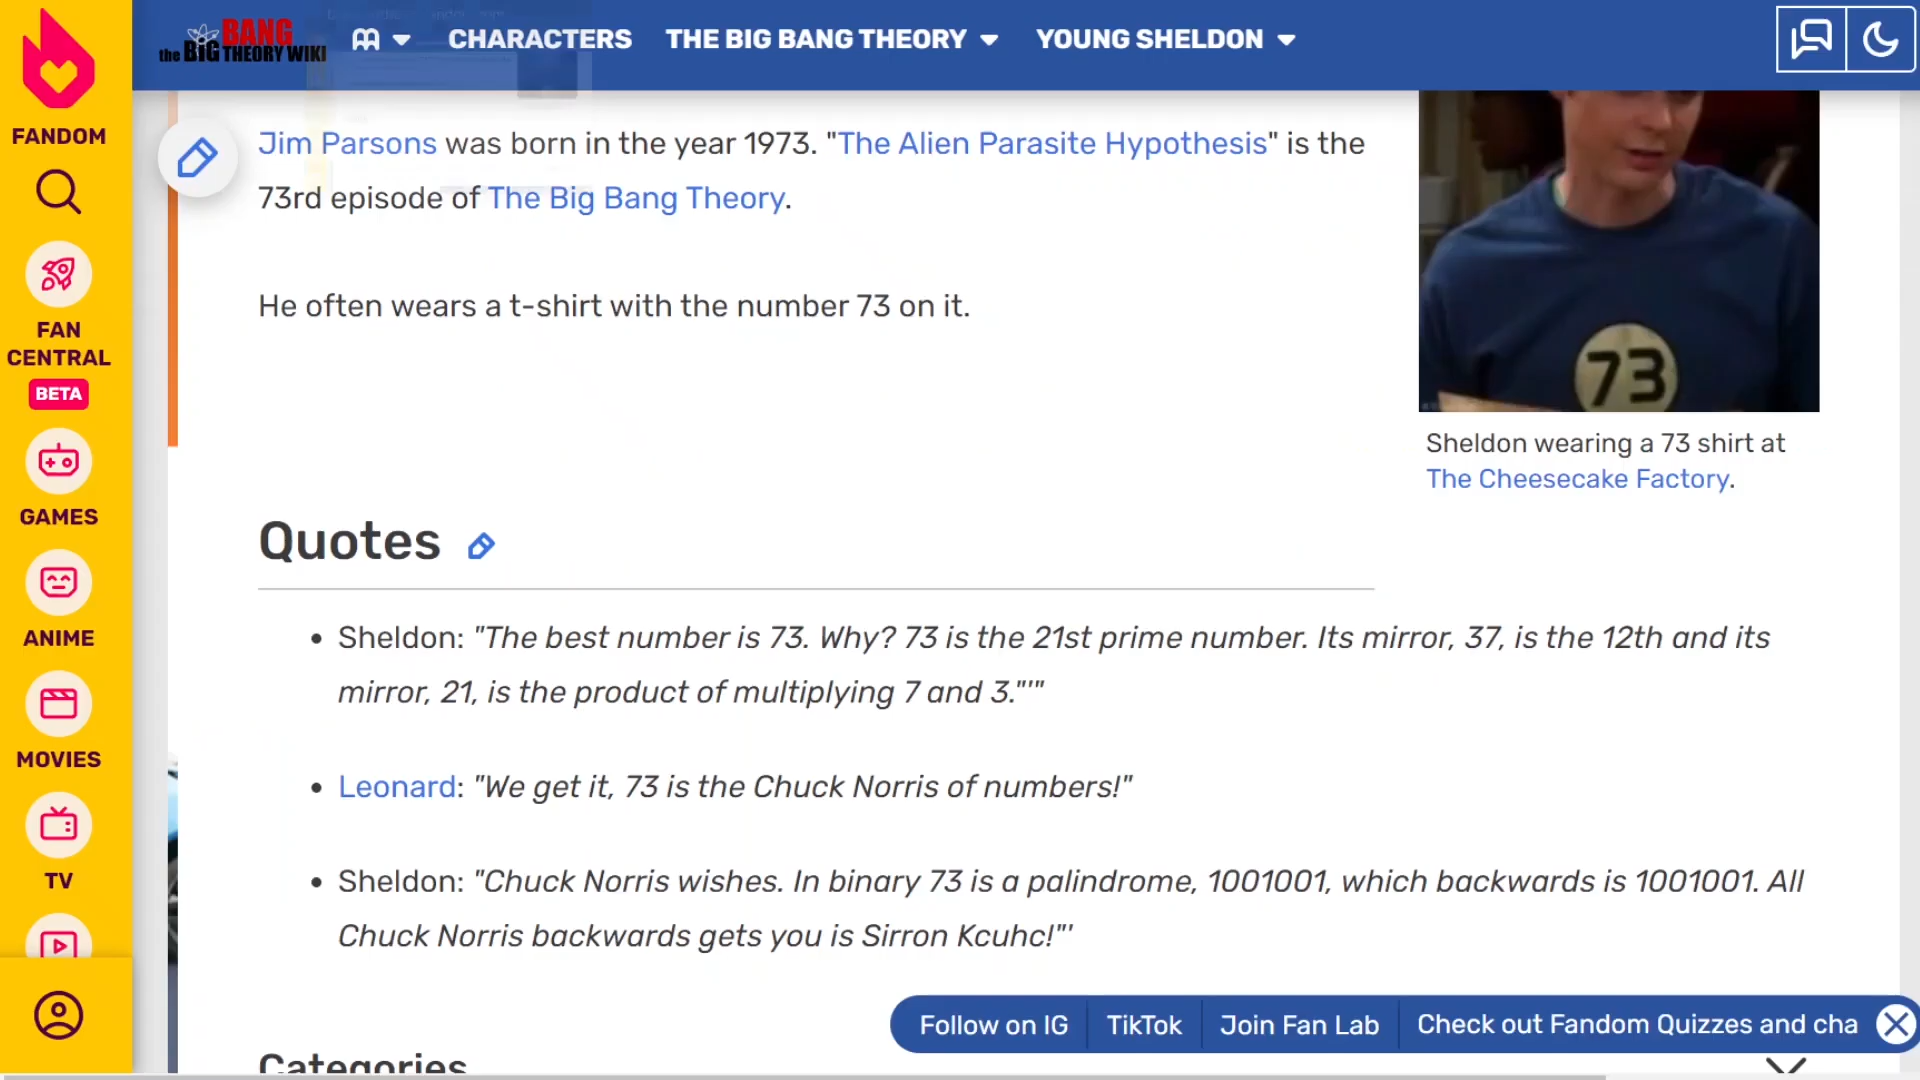 BANG
the BIG THEORY WIKI
CHARACTERS
THE BIG BANG THEORY
YOUNG SHELDON
FANDOM
FAN
CENTRAL
BETA
GAMES
ANIME
MOVIES
TV
Jim Parsons was born in the year 1973. "The Alien Parasite Hypothesis" is the
73rd episode of The Big Bang Theory.
He often wears a t-shirt with the number 73 on it.
73
Sheldon wearing a 73 shirt at
The Cheesecake Factory.
Quotes
• Sheldon: "The best number is 73. Why? 73 is the 21st prime number. Its mirror, 37, is the 12th and its
mirror, 21, is the product of multiplying 7 and 3."'"
• Leonard: "We get it, 73 is the Chuck Norris of numbers!"
• Sheldon: "Chuck Norris wishes. In binary 73 is a palindrome, 1001001, which backwards is 1001001. All
Chuck Norris backwards gets you is Sirron Kcuhc!"'
Follow on IG
TikTok
Join Fan Lab
Check out Fandom Quizzes and cha
Categories